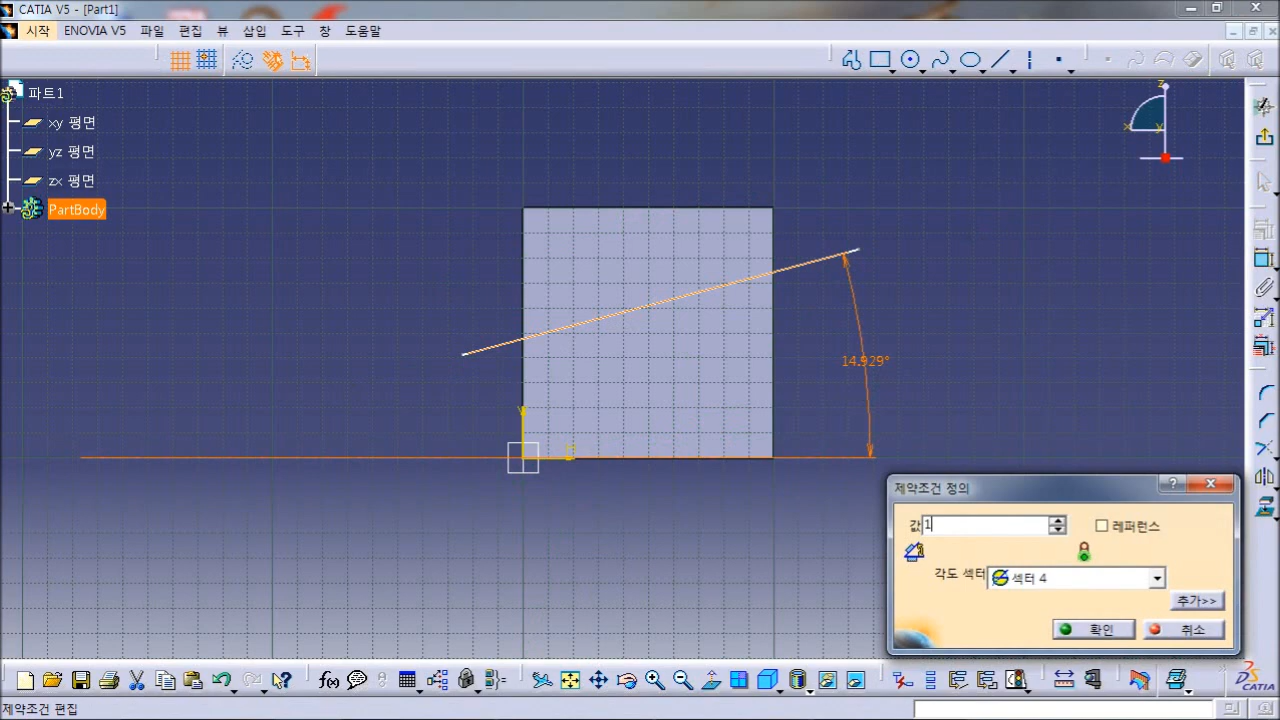 CATIA V5 - [Part1]
시작 ENOVIA V5 파일 편집 뷰 삽입 도구 창 도움말
파트1
xy 평면
yz 평면
zx 평면
PartBody
z
x
y
14.929°
제약조건 정의
값 1
레퍼런스
각도 섹터 섹터 4
추가>>
확인 취소
f(x)
제약조건 편집